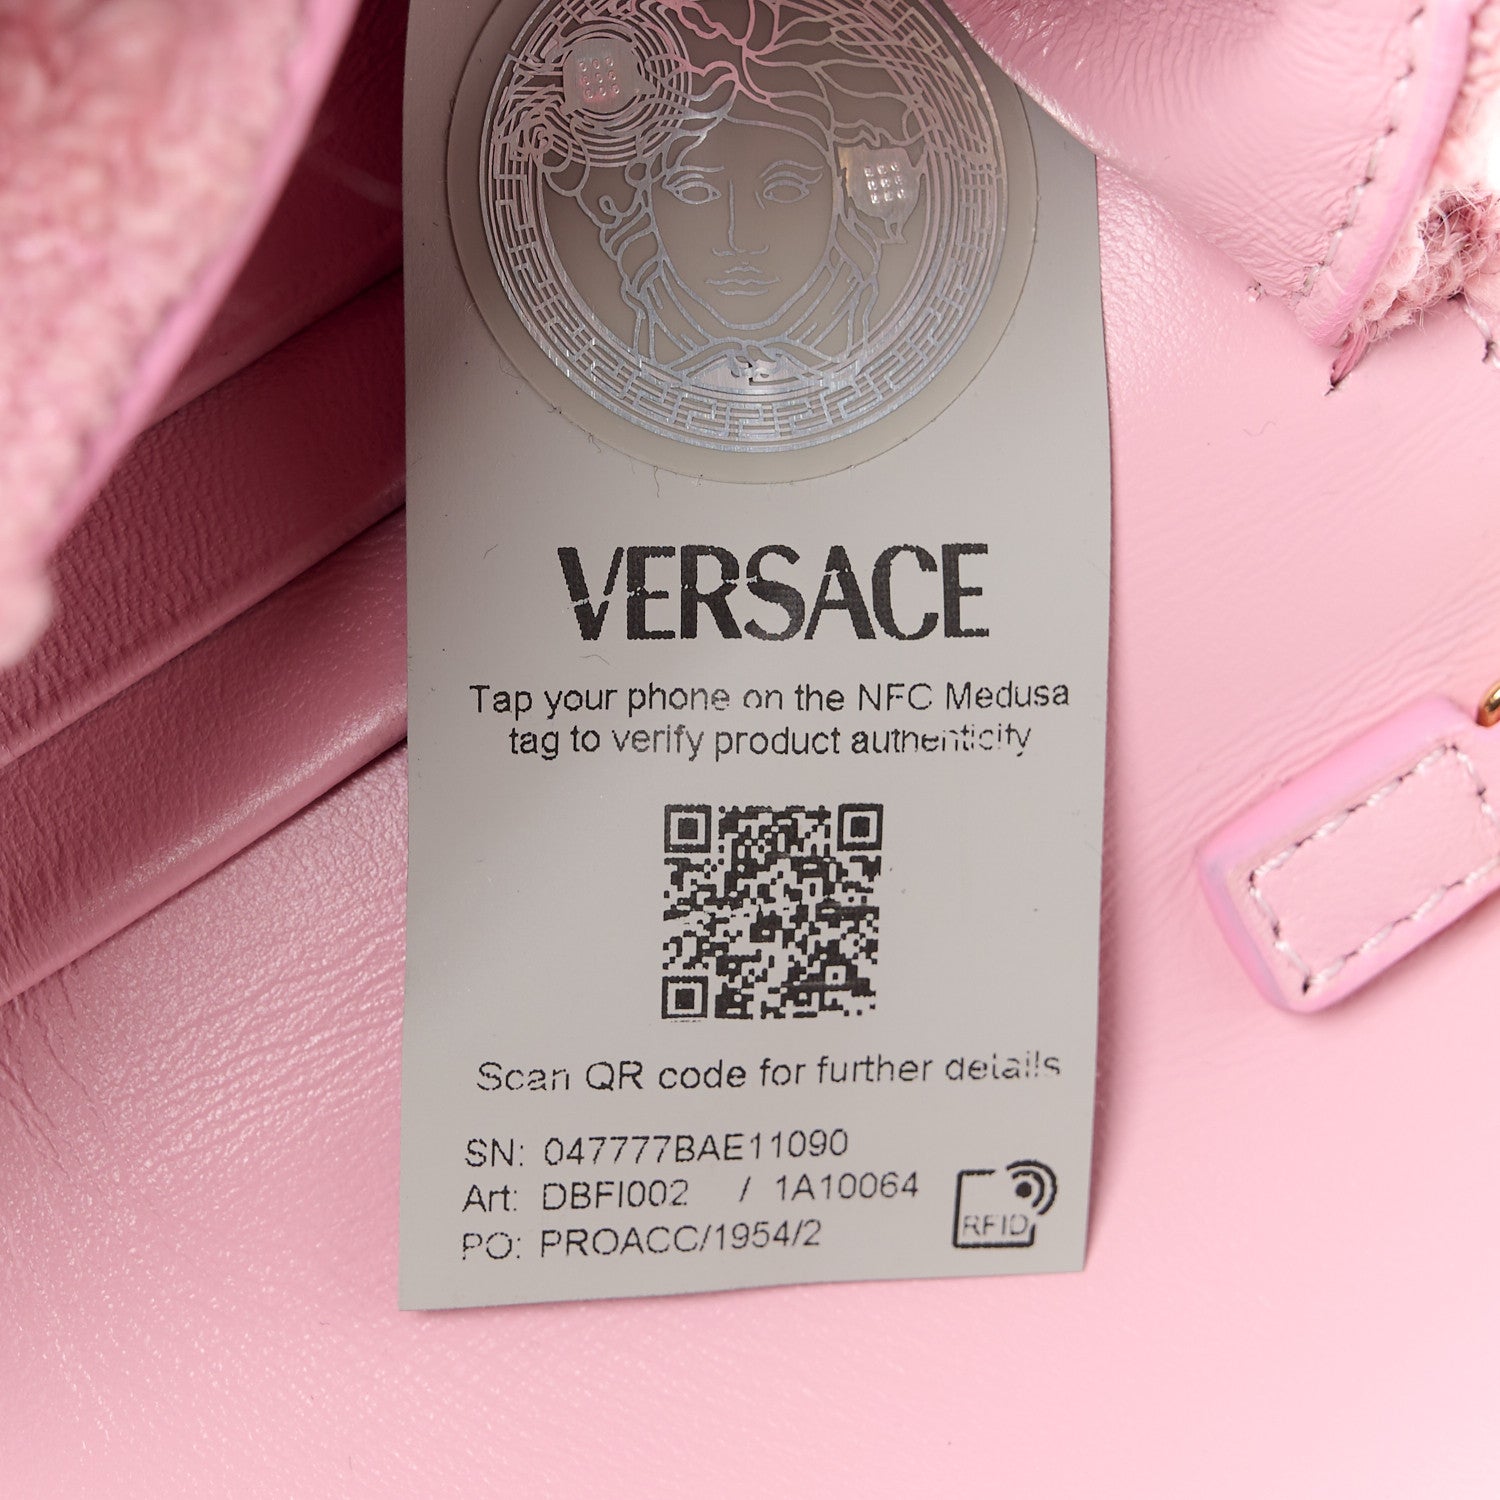 VERSACE
Tap your phone on the NFC Medusa
tag to verify product authenticity
Scan QR code for further details
SN: 047777BAE11090
Art: DBFI002 / 1A10064
PO: PROACC/1954/2
RFID